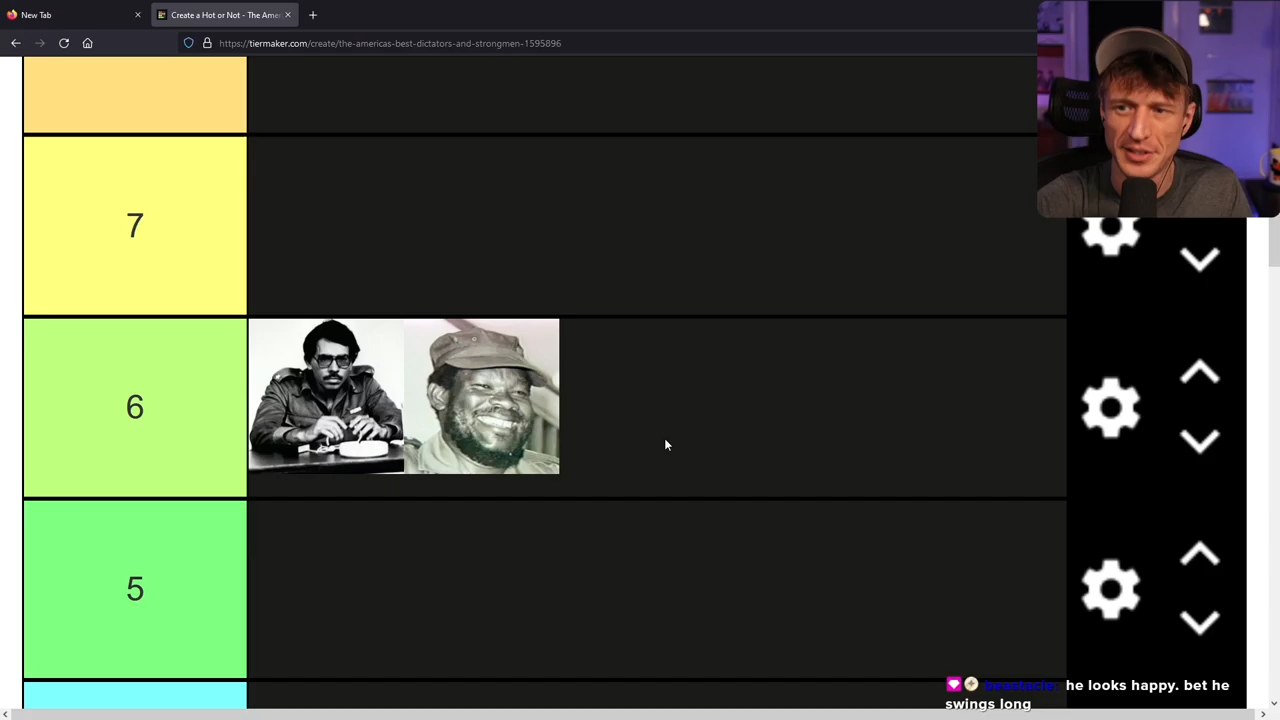 New Tab
Create a Hot or Not - The Amer
https://tiermaker.com/create/the-americas-best-dictators-and-strongmen-1595896
7
6
5
beastacle: he looks happy. bet he
swings long